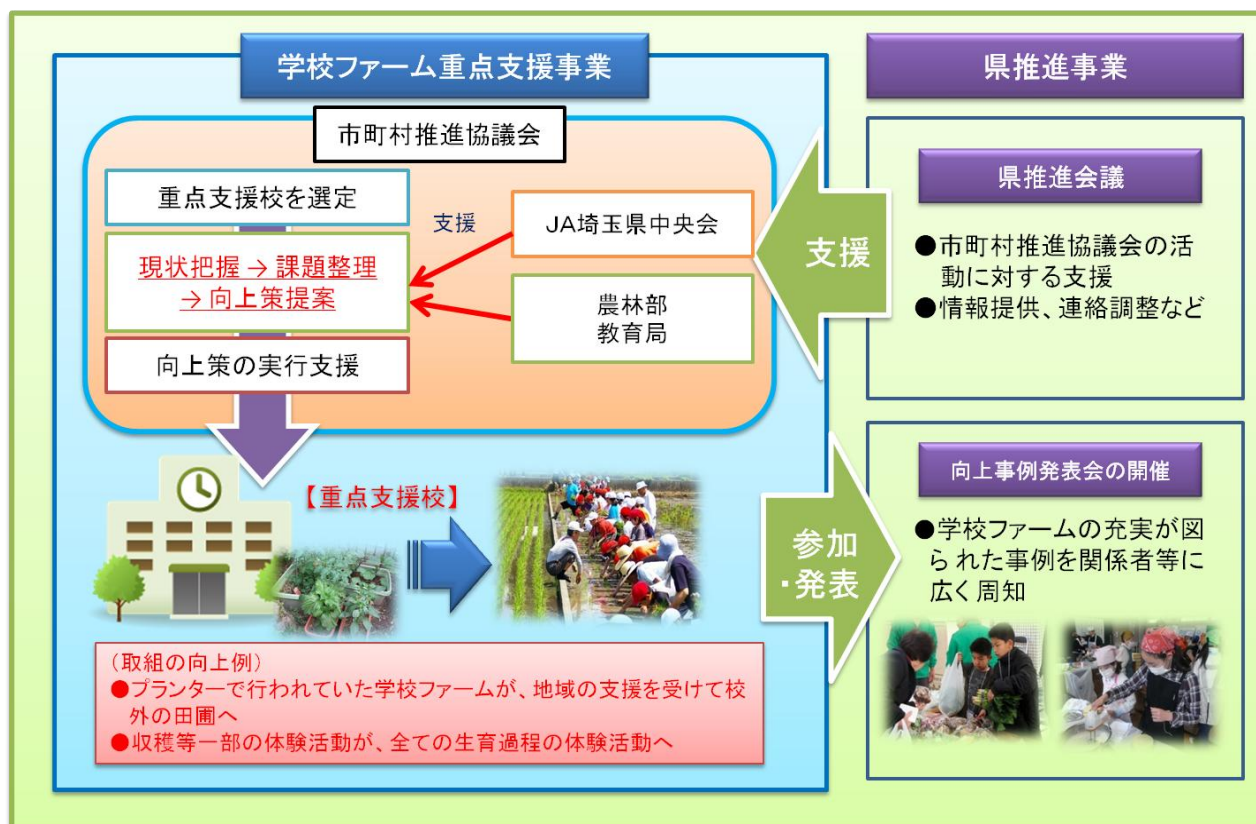 学校ファーム重点支援事業
市町村推進協議会
重点支援校を選定
現状把握 → 課題整理
→ 向上策提案
向上策の実行支援
支援
JA埼玉県中央会
農林部
教育局
【重点支援校】
(取組の向上例)
●プランターで行われていた学校ファームが、地域の支援を受けて校
外の田圃へ
●収穫等一部の体験活動が、全ての生育過程の体験活動へ
支援
参加
・発表
県推進事業
県推進会議
●市町村推進協議会の活
動に対する支援
●情報提供、連絡調整など
向上事例発表会の開催
●学校ファームの充実が図
られた事例を関係者等に
広く周知